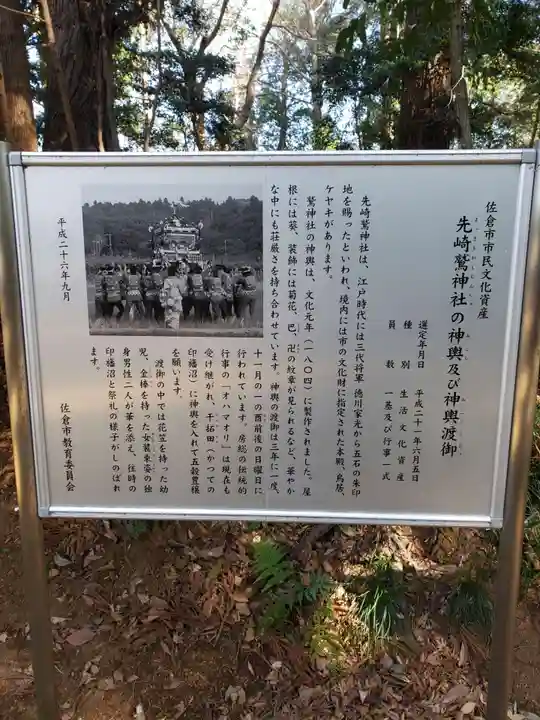 佐倉市市民文化資産
先崎鷲神社の神輿及び神輿渡御
選定年月日　平成二十一年六月五日
種別　生活文化資産
員数　一基及び行事一式
先崎鷲神社は、江戸時代には三代将軍 徳川家光から五石の朱印
地を賜ったといわれ、境内には市の文化財に指定された本殿、鳥居、
ケヤキがあります。
鷲神社の神輿は、文化元年（一八〇四）に製作されました。屋
根には葵、装飾には菊花、巴、卍の紋章が見られるなど、華やか
な中にも荘厳さを持ち合わせています。神輿の渡御は三年に一度、
十一月の一の酉前後の日曜日に
行われています。房総の伝統的
行事の「オハマオリ」は現在も
受け継がれ、干拓田（かつての
印旛沼）に神輿を入れて五穀豊穣
を願います。
渡御の中では花笠を持った幼
児、金棒を持った女装束姿の独
身男性二人が華を添え、往時の
印旛沼と祭礼の様子がしのばれ
ます。
平成二十六年九月
佐倉市教育委員会